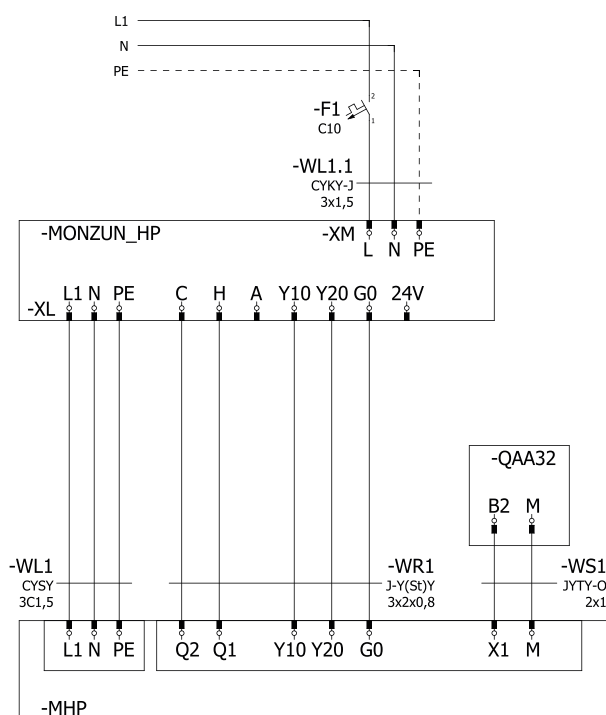 L1
N
PE
2
-F1
C10
1
-WL1.1
CYKY-J
3x1,5
-MONZUN_HP
-XM
L N PE
L1 N PE C H A Y10 Y20 G0 24V
-XL
-QAA32
B2 M
-WL1
CYSY
3C1,5
-WR1
J-Y(St)Y
3x2x0,8
-WS1
JYTY-O
2x1
L1 N PE Q2 Q1 Y10 Y20 G0 X1 M
-MHP